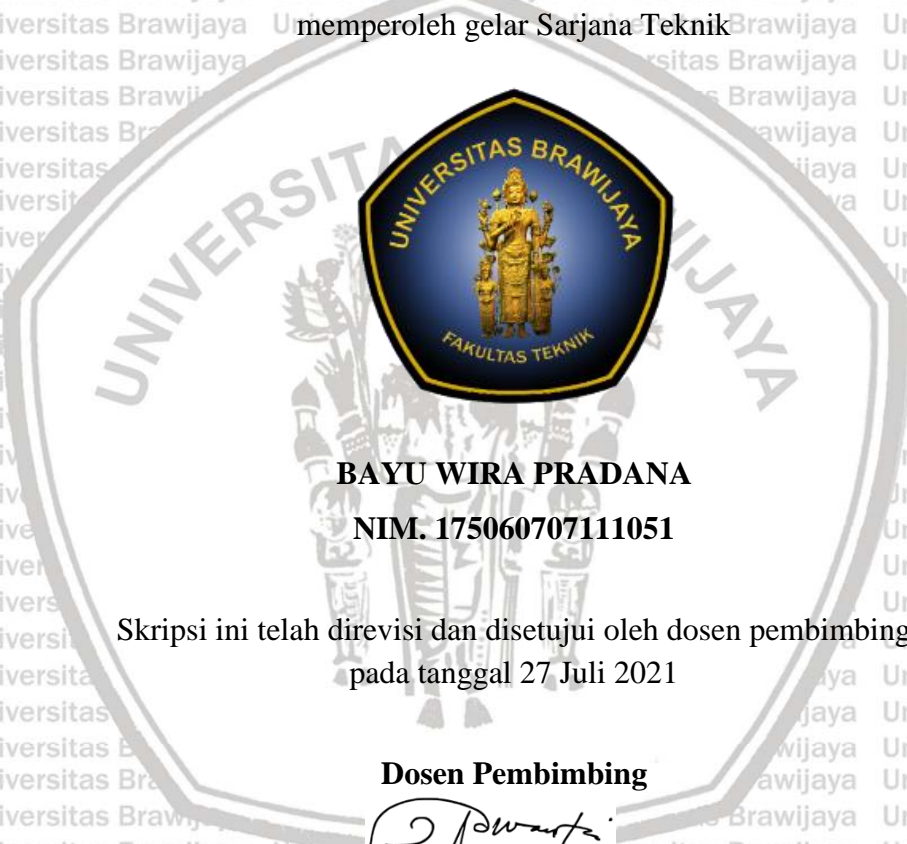 memperoleh gelar Sarjana Teknik
UNIVERSITAS BRAWIJAYA
FAKULTAS TEKNIK
BAYU WIRA PRADANA
NIM. 175060707111051
Skripsi ini telah direvisi dan disetujui oleh dosen pembimbing
pada tanggal 27 Juli 2021
Dosen Pembimbing